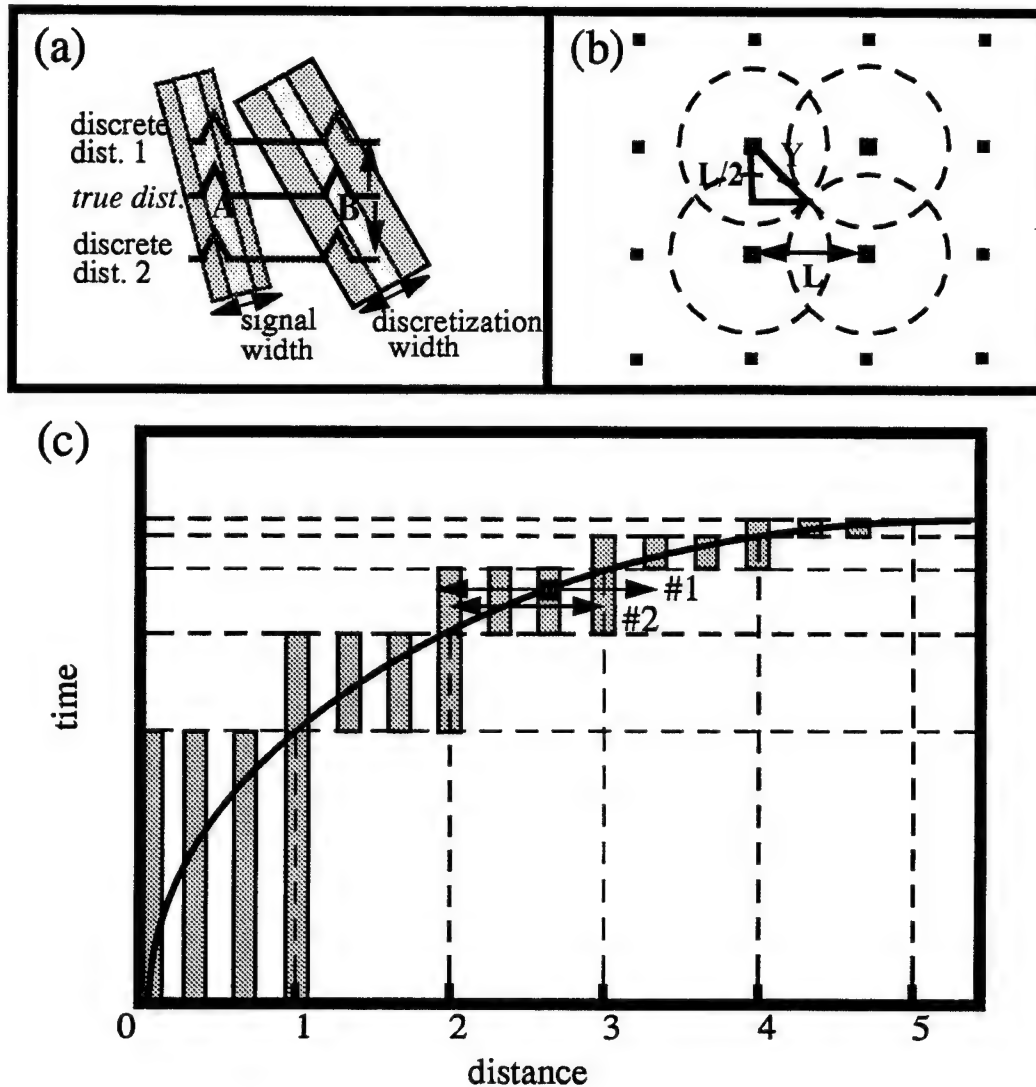 (a)
discrete
dist. 1
true dist.
discrete
dist. 2
A
B
signal
width
discretization
width
(b)
L/2
Y
L
(c)
time
#1
#2
0 1 2 3 4 5
distance